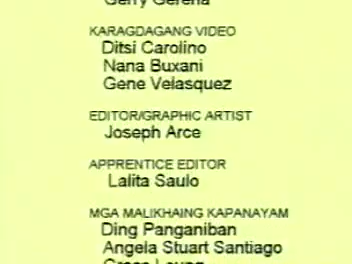 Gerry Gerena
KARAGDAGANG VIDEO
Ditsi Carolino
Nana Buxani
Gene Velasquez
EDITOR/GRAPHIC ARTIST
Joseph Arce
APPRENTICE EDITOR
Lalita Saulo
MGA MALIKHAING KAPANAYAM
Ding Panganiban
Angela Stuart Santiago